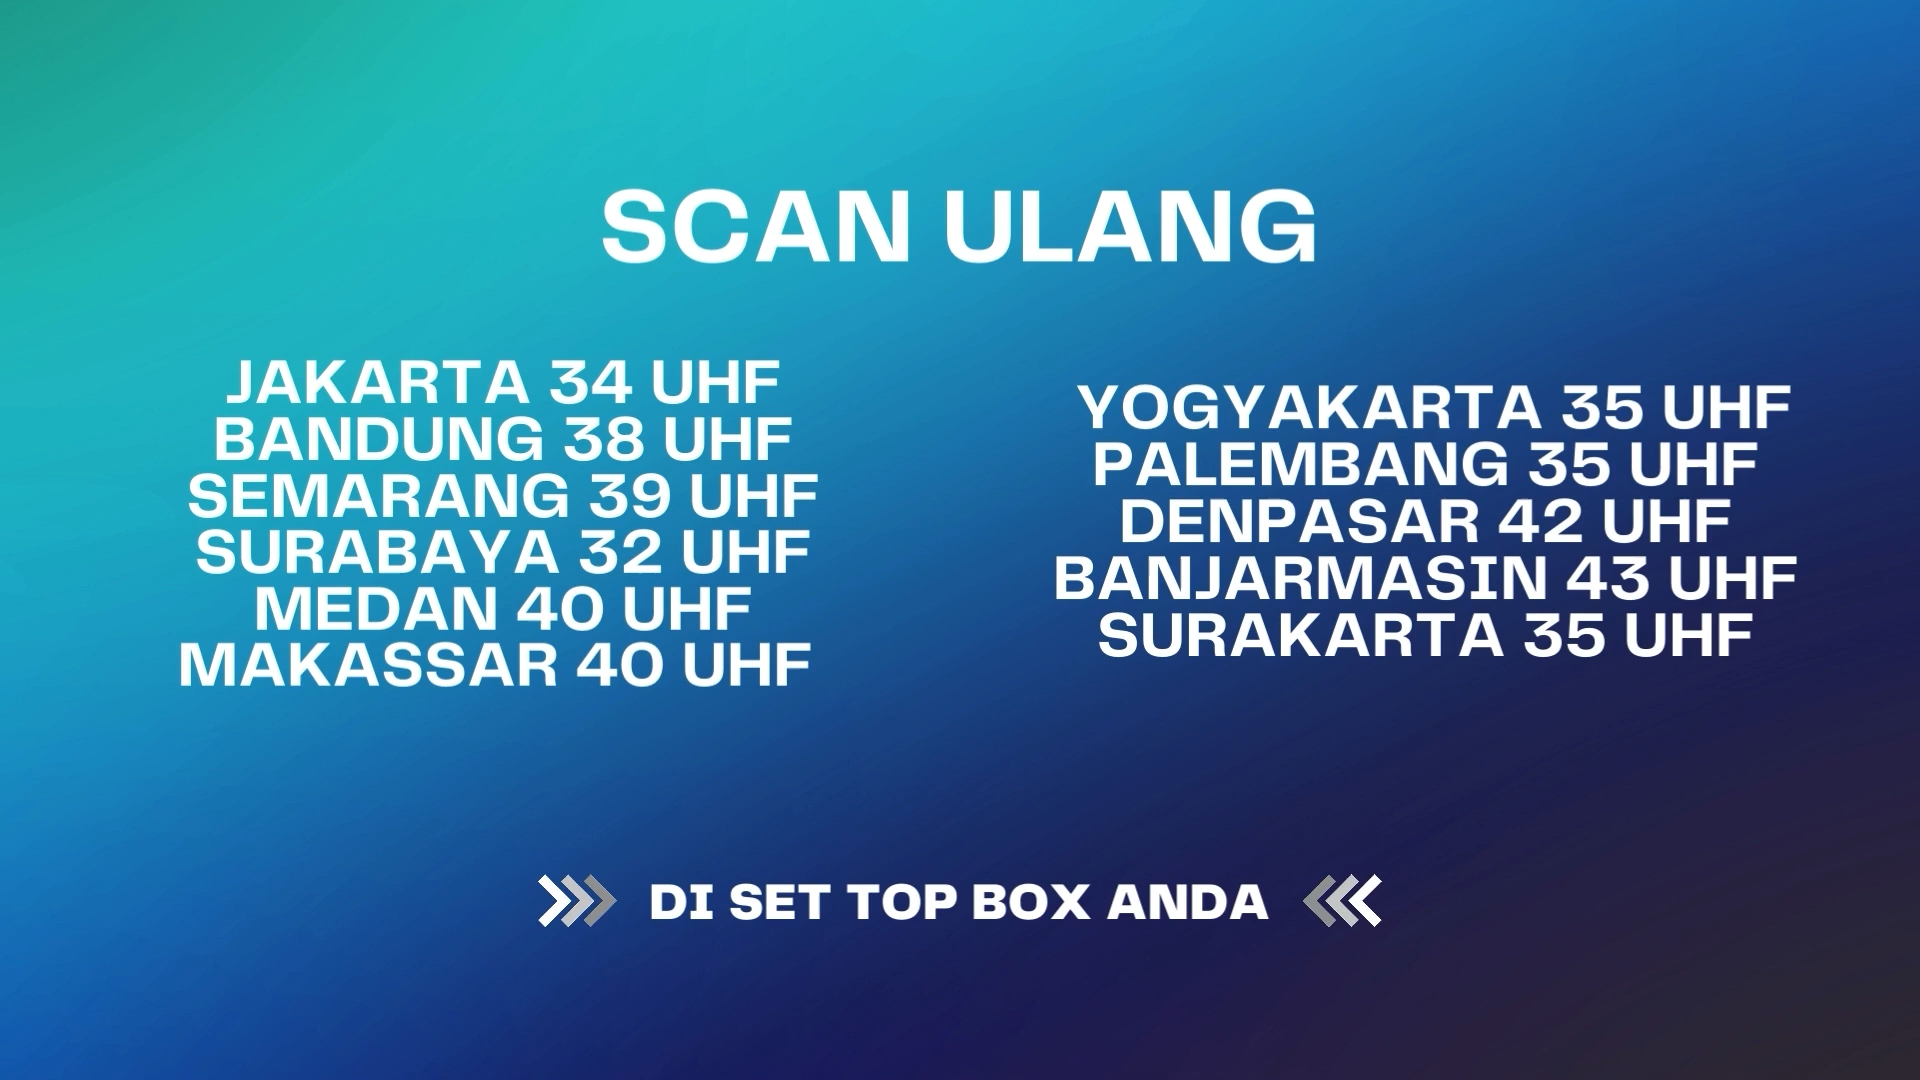 SCAN ULANG
JAKARTA 34 UHF
BANDUNG 38 UHF
SEMARANG 39 UHF
SURABAYA 32 UHF
MEDAN 40 UHF
MAKASSAR 40 UHF
YOGYAKARTA 35 UHF
PALEMBANG 35 UHF
DENPASAR 42 UHF
BANJARMASIN 43 UHF
SURAKARTA 35 UHF
DI SET TOP BOX ANDA